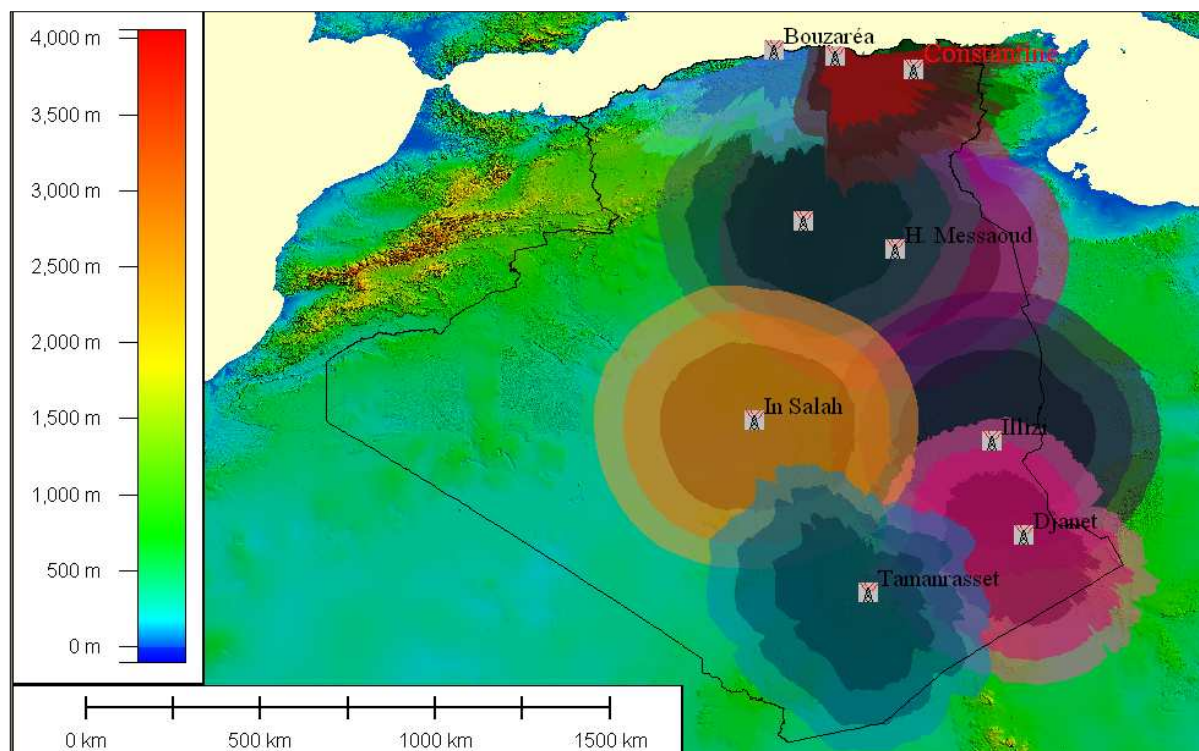 4,000 m
3,500 m
3,000 m
2,500 m
2,000 m
1,500 m
1,000 m
500 m
0 m
Bouzaréa
Constantine
H. Messaoud
In Salah
Illizi
Djanet
Tamanrasset
0 km 500 km 1000 km 1500 km